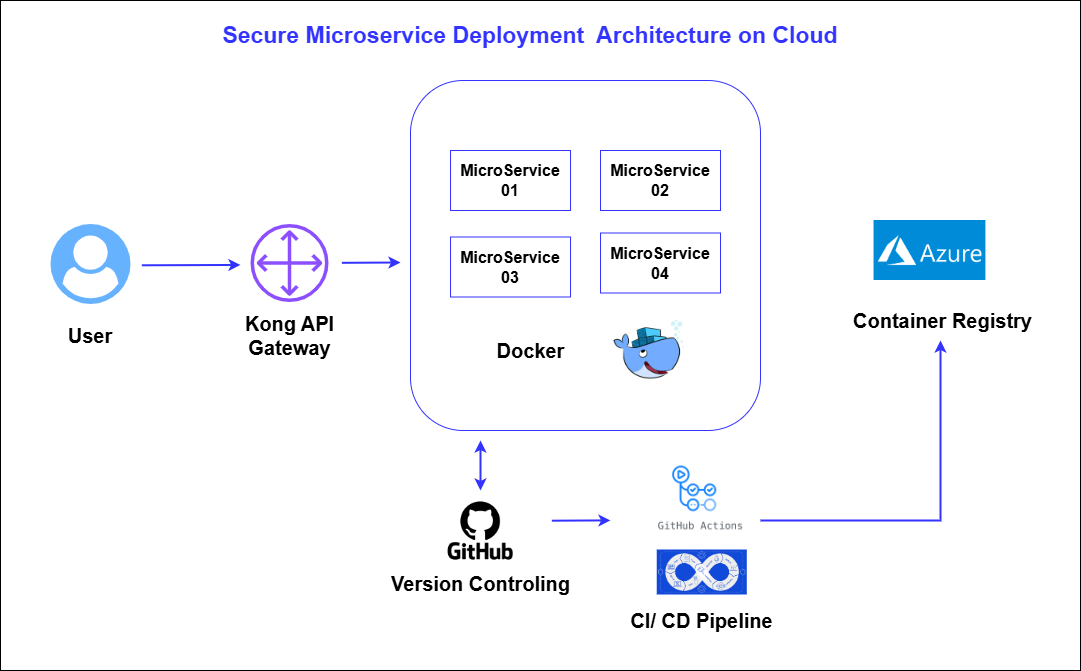 Secure Microservice Deployment  Architecture on Cloud
MicroService
01
MicroService
02
MicroService
03
MicroService
04
Docker
User
Kong API
Gateway
Azure
Container Registry
GitHub
Version Controling
GitHub Actions
CI/ CD Pipeline